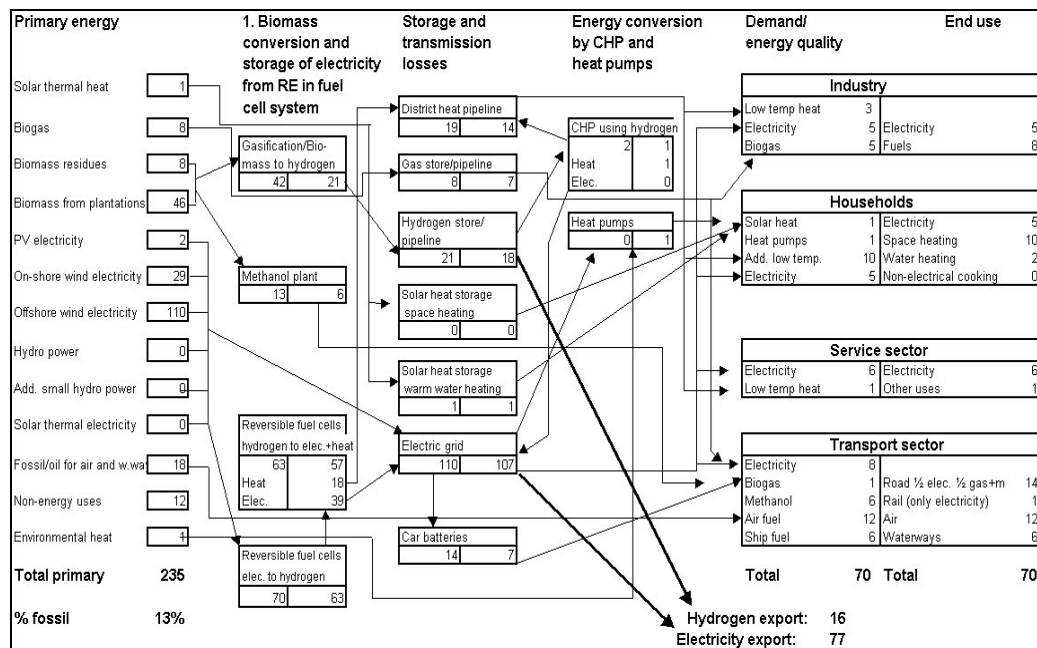 Primary energy
1. Biomass
conversion and
storage of electricity
from RE in fuel
cell system
Storage and
transmission
losses
Energy conversion
by CHP and
heat pumps
Demand/
energy quality
End use
Solar thermal heat 1
Biogas 8
Biomass residues 8
Biomass from plantations 46
PV electricity 2
On-shore wind electricity 29
Offshore wind electricity 110
Hydro power 0
Add. small hydro power 0
Solar thermal electricity 0
Fossil/oil for air and w.wa 18
Non-energy uses 12
Environmental heat 1
Total primary 235
% fossil 13%
Gasification/Bio-
mass to hydrogen
42 21
Methanol plant
13 6
Reversible fuel cells
hydrogen to elec.+heat
63 57
Heat 18
Elec. 39
Reversible fuel cells
elec. to hydrogen
70 63
District heat pipeline
19 14
Gas store/pipeline
8 7
Hydrogen store/
pipeline
21 18
Solar heat storage
space heating
0 0
Solar heat storage
warm water heating
1 1
Electric grid
110 107
Car batteries
14 7
CHP using hydrogen
2 1
Heat 1
Elec. 0
Heat pumps
0 1
Industry
Low temp heat 3
Electricity 5 Electricity 5
Biogas 5 Fuels 8
Households
Solar heat 1 Electricity 5
Heat pumps 1 Space heating 10
Add. low temp. 10 Water heating 2
Electricity 5 Non-electrical cooking 0
Service sector
Electricity 6 Electricity 6
Low temp heat 1 Other uses 1
Transport sector
Electricity 8
Biogas 1 Road ½ elec. ½ gas+m 14
Methanol 6 Rail (only electricity) 1
Air fuel 12 Air 12
Ship fuel 6 Waterways 6
Total 70 Total 70
Hydrogen export: 16
Electricity export: 77